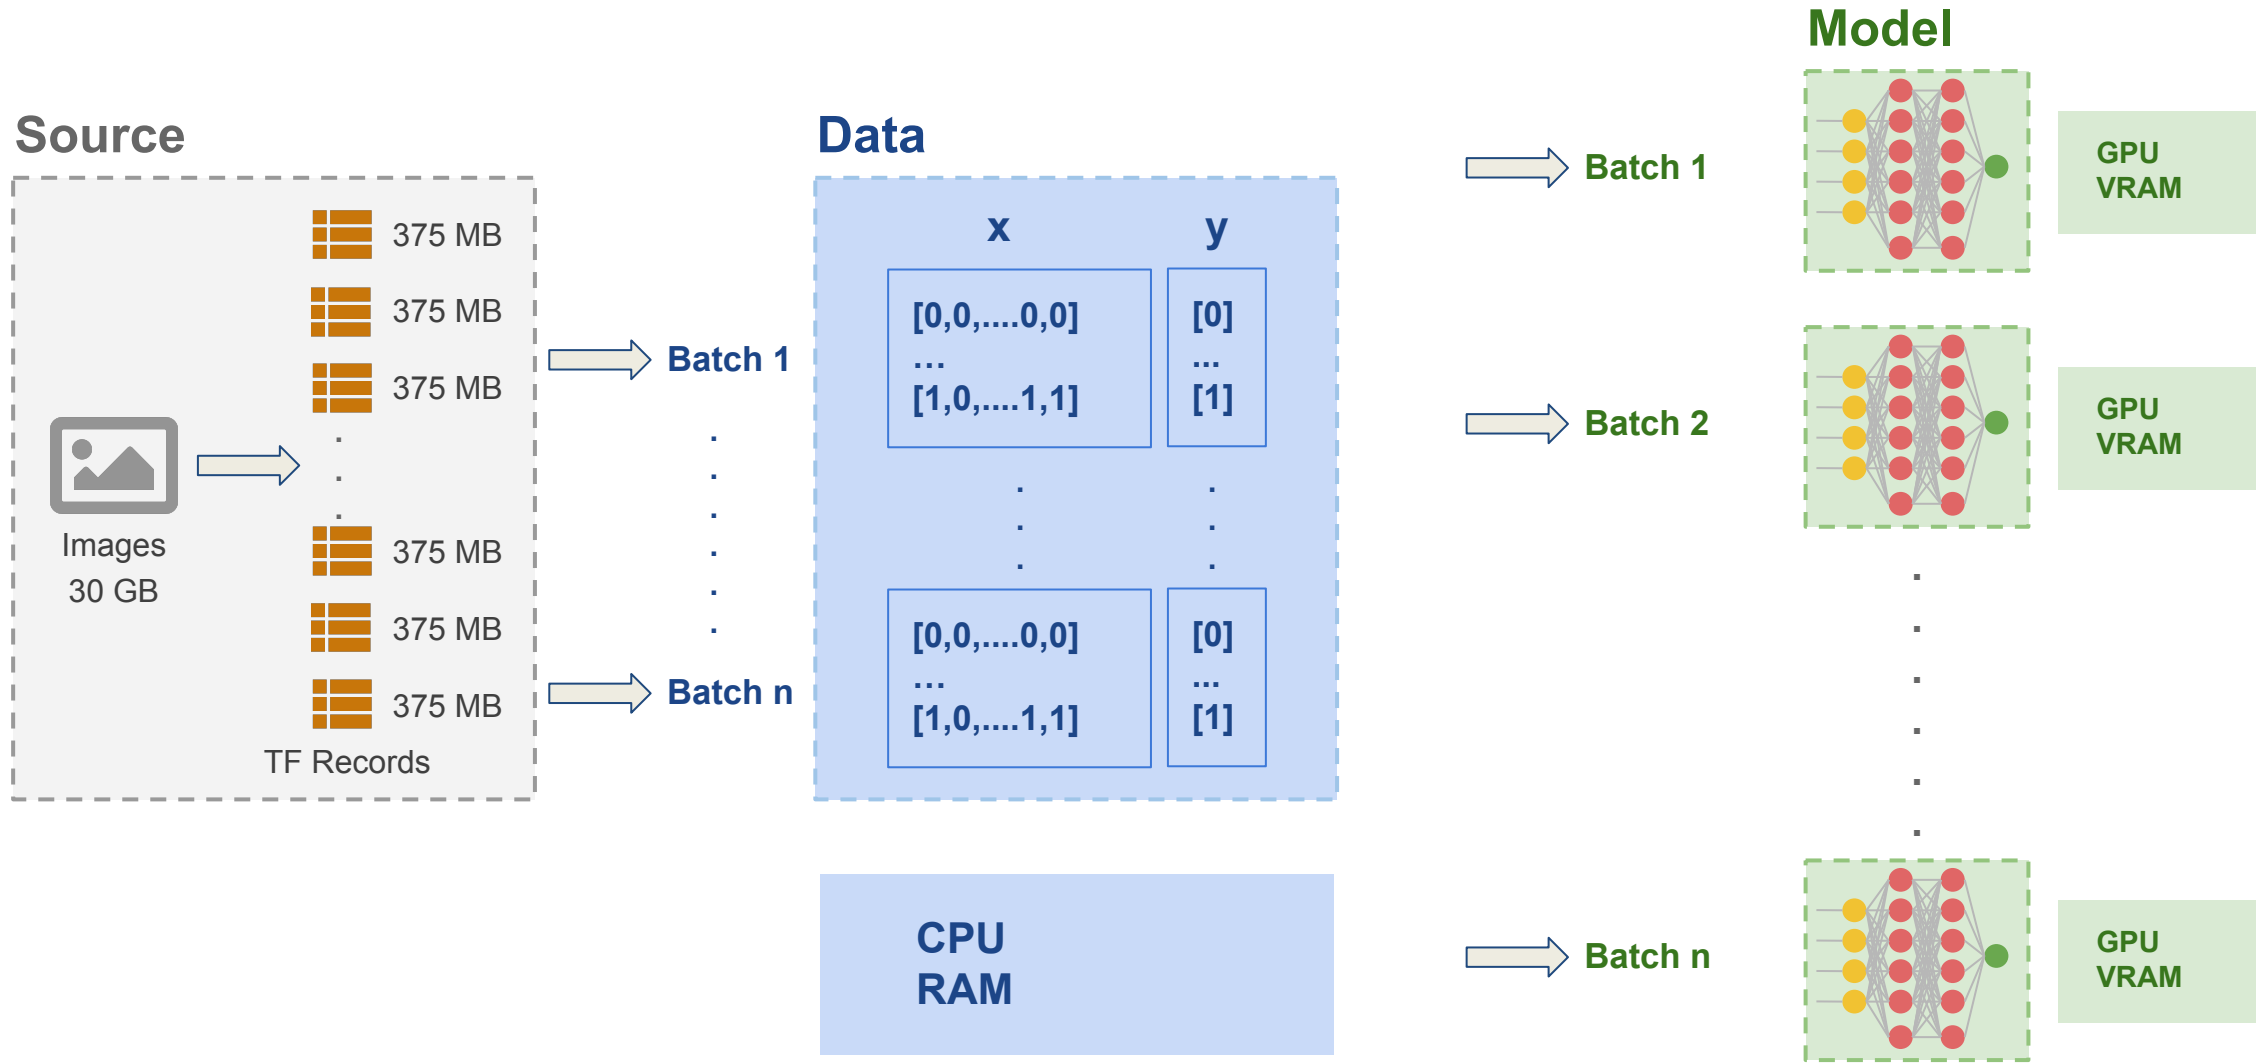 Source
Images
30 GB
375 MB
375 MB
375 MB
.
.
.
375 MB
375 MB
375 MB
TF Records
Batch 1
.
.
.
.
.
.
Batch n
Data
x y
[0,0,....0,0] [0]
... ...
[1,0,....1,1] [1]
. .
. .
. .
[0,0,....0,0] [0]
... ...
[1,0,....1,1] [1]
CPU
RAM
Model
Batch 1
GPU
VRAM
Batch 2
GPU
VRAM
.
.
.
.
.
.
Batch n
GPU
VRAM